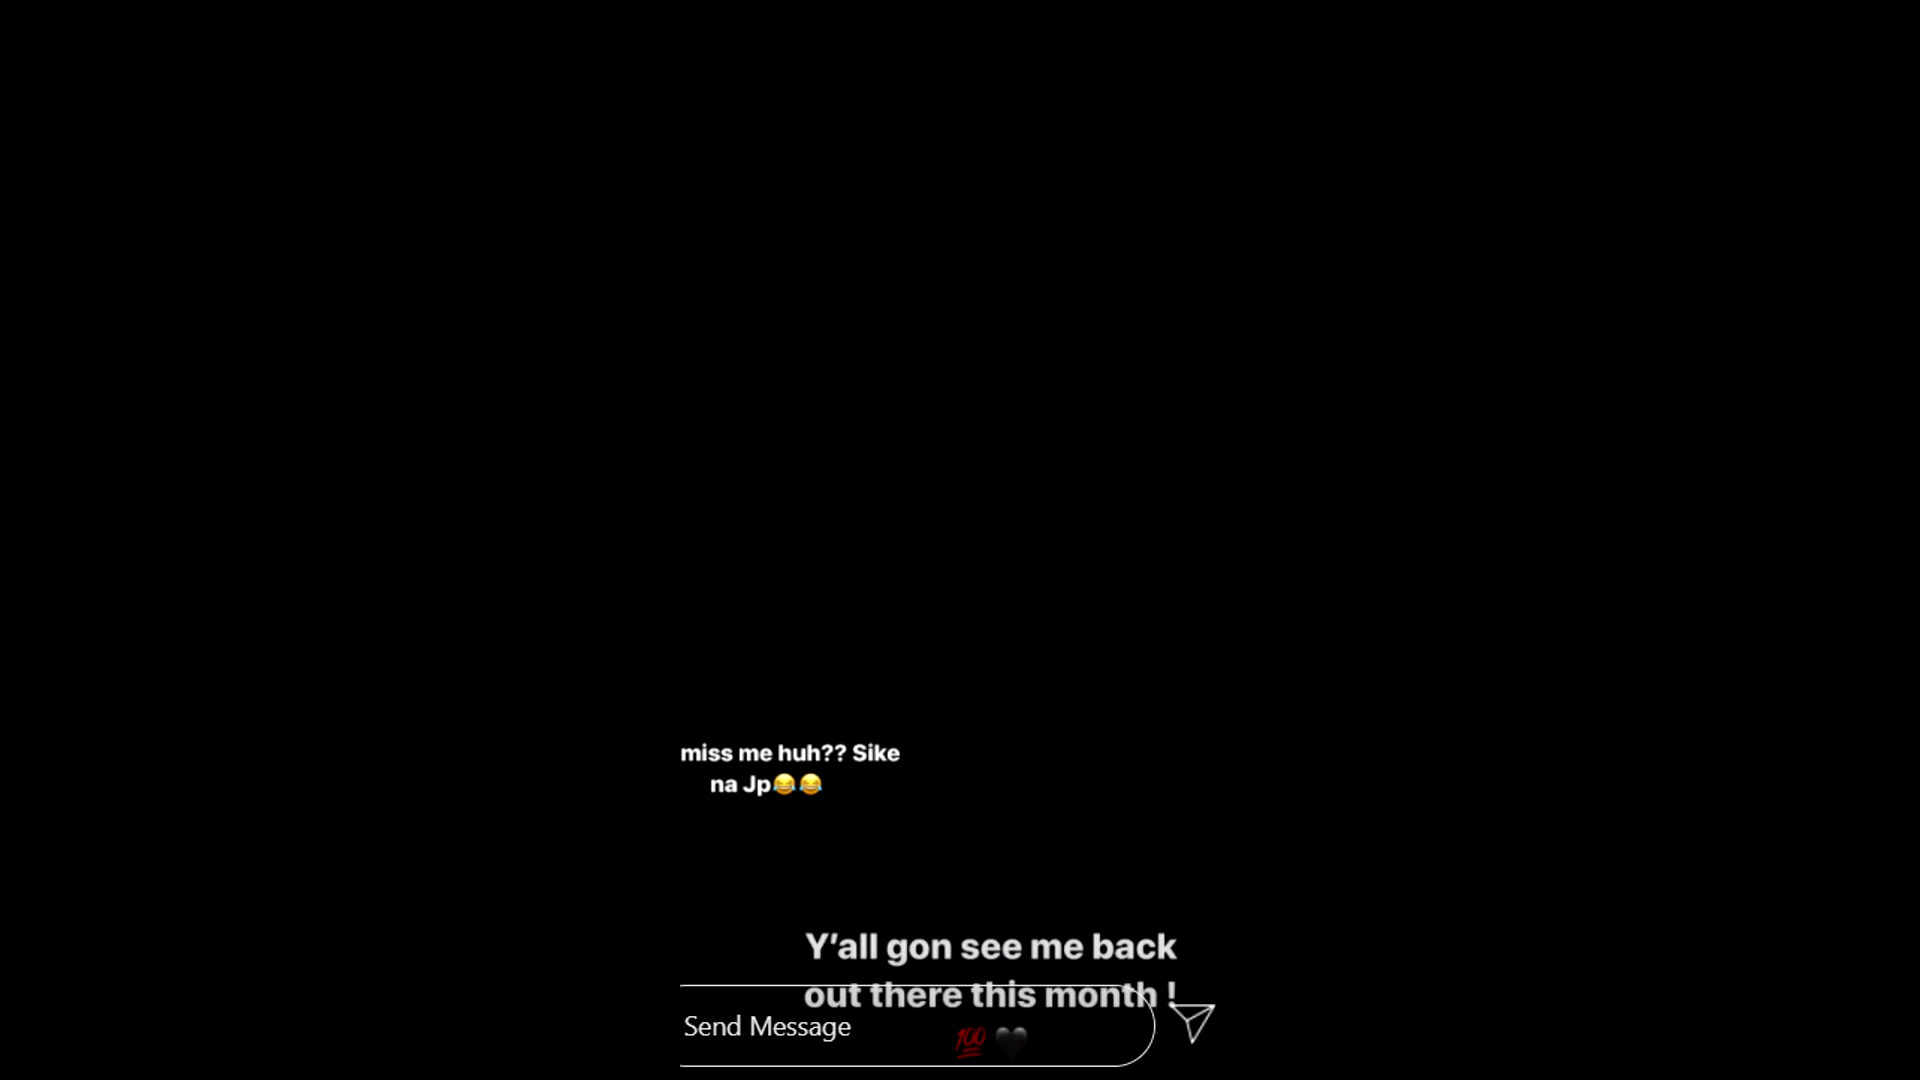 miss me huh?? Sike
na Jp😂😂
Y'all gon see me back
out there this month !
💯🖤
Send Message